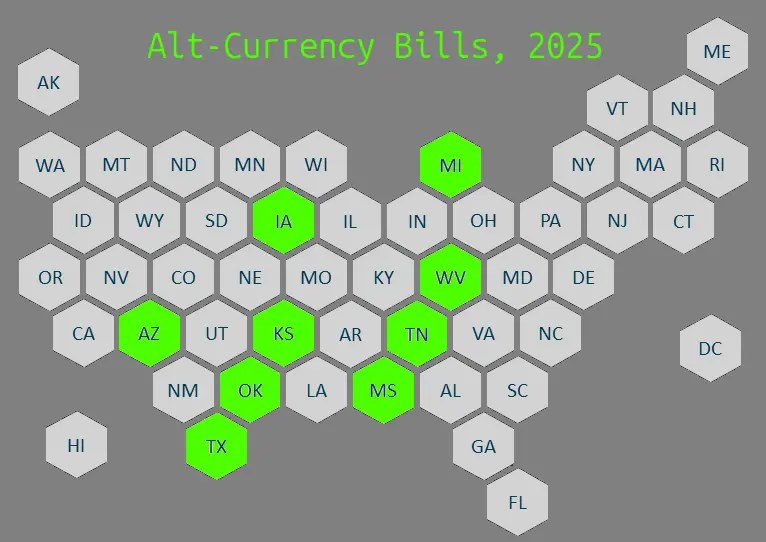 Alt-Currency Bills, 2025
ME
AK
VT NH
WA MT ND MN WI MI NY MA RI
ID WY SD IA IL IN OH PA NJ CT
OR NV CO NE MO KY WV MD DE
CA AZ UT KS AR TN VA NC DC
NM OK LA MS AL SC
HI TX GA
FL